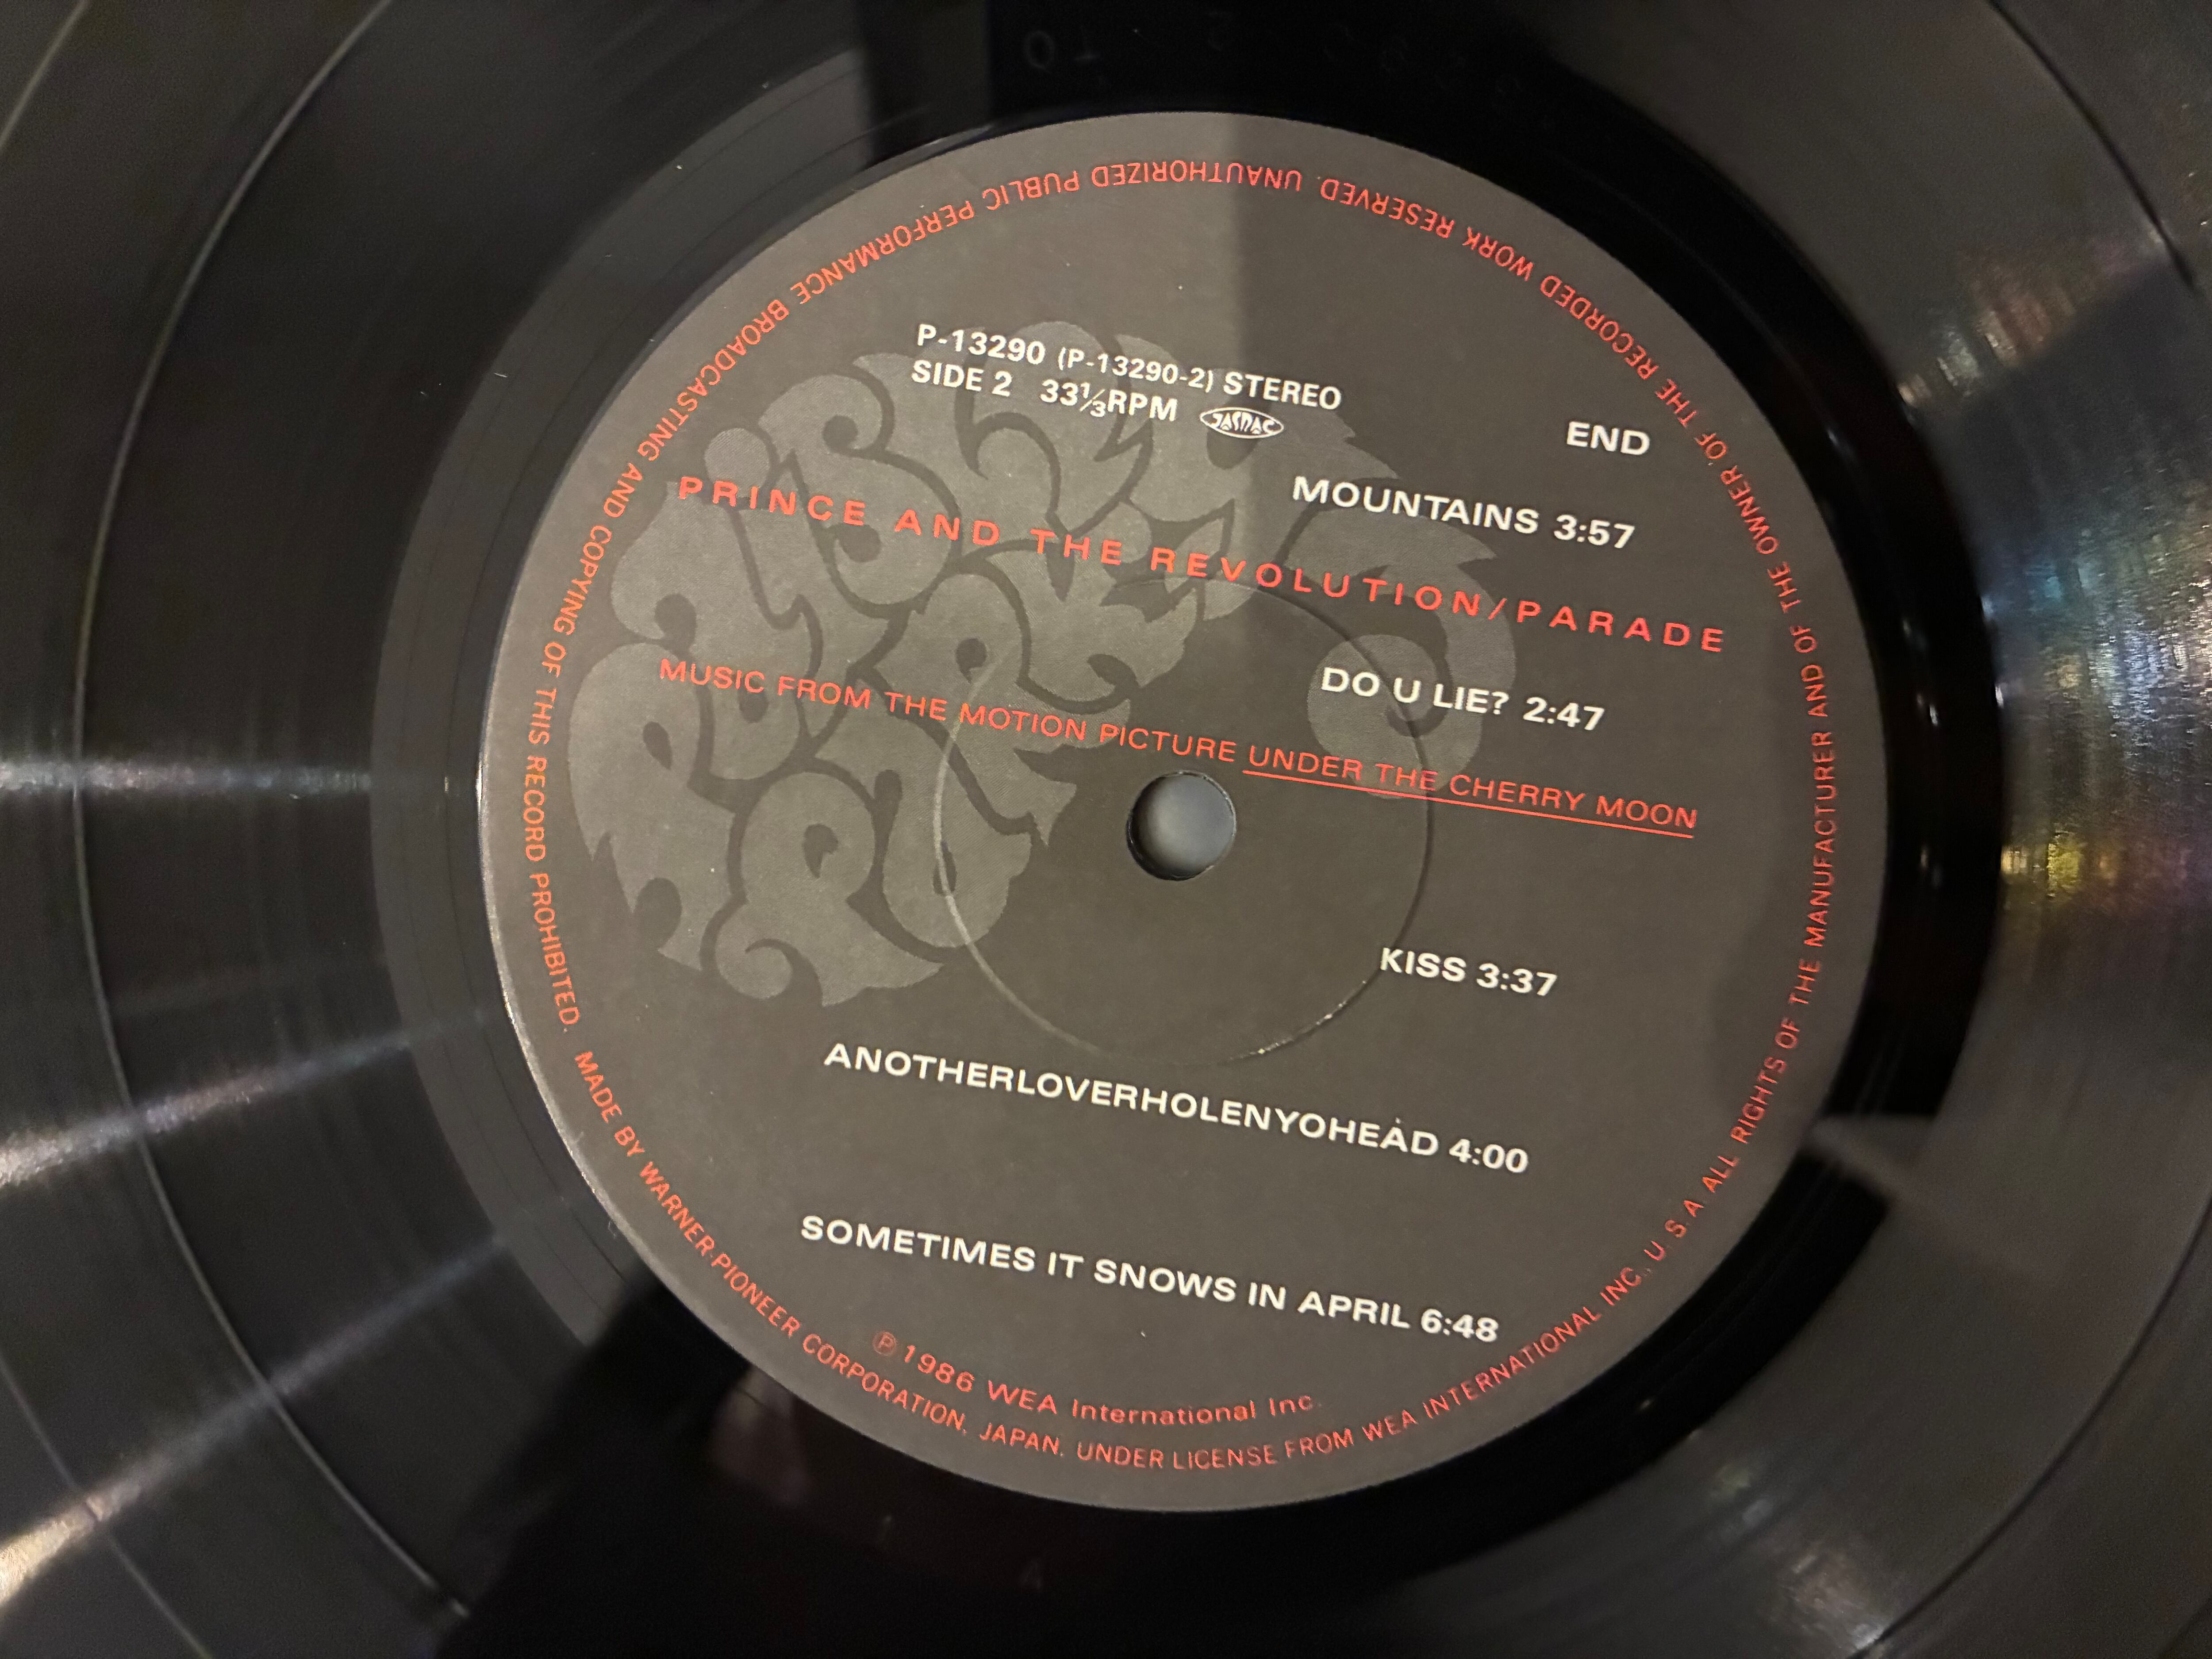 P-13290 (P-13290-2) STEREO
SIDE 2 33⅓RPM JASRAC
END
MOUNTAINS 3:57
PRINCE AND THE REVOLUTION/PARADE
DO U LIE? 2:47
MUSIC FROM THE MOTION PICTURE UNDER THE CHERRY MOON
KISS 3:37
ANOTHERLOVERHOLENYOHEAD 4:00
SOMETIMES IT SNOWS IN APRIL 6:48
Ⓟ 1986 WEA International Inc.
MADE BY WARNER-PIONEER CORPORATION, JAPAN. UNDER LICENSE FROM WEA INTERNATIONAL INC., U.S.A. ALL RIGHTS OF THE MANUFACTURER AND OF THE OWNER OF THE RECORDED WORK RESERVED. UNAUTHORIZED PUBLIC PERFORMANCE BROADCASTING AND COPYING OF THIS RECORD PROHIBITED.
PAISLEY
PARK